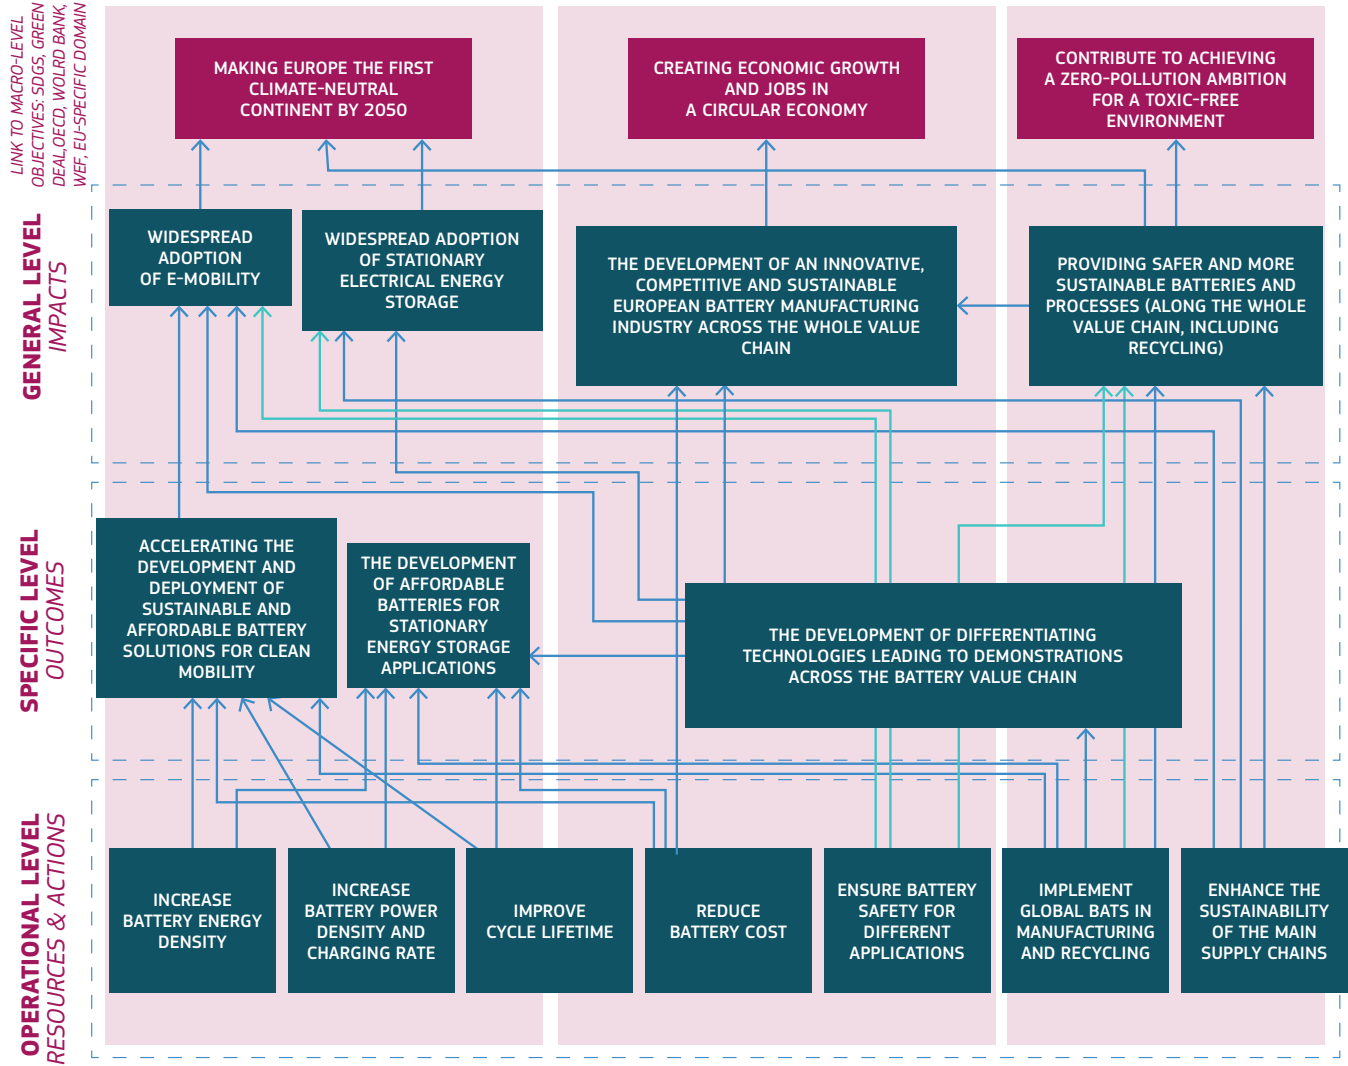 LINK TO MACRO-LEVEL
OBJECTIVES: SDGS, GREEN
DEAL,OECD, WOLRD BANK,
WEF, EU-SPECIFIC DOMAIN
MAKING EUROPE THE FIRST
CLIMATE-NEUTRAL
CONTINENT BY 2050
CREATING ECONOMIC GROWTH
AND JOBS IN
A CIRCULAR ECONOMY
CONTRIBUTE TO ACHIEVING
A ZERO-POLLUTION AMBITION
FOR A TOXIC-FREE
ENVIRONMENT
GENERAL LEVEL
IMPACTS
WIDESPREAD
ADOPTION
OF E-MOBILITY
WIDESPREAD ADOPTION
OF STATIONARY
ELECTRICAL ENERGY
STORAGE
THE DEVELOPMENT OF AN INNOVATIVE,
COMPETITIVE AND SUSTAINABLE
EUROPEAN BATTERY MANUFACTURING
INDUSTRY ACROSS THE WHOLE VALUE
CHAIN
PROVIDING SAFER AND MORE
SUSTAINABLE BATTERIES AND
PROCESSES (ALONG THE WHOLE
VALUE CHAIN, INCLUDING
RECYCLING)
SPECIFIC LEVEL
OUTCOMES
ACCELERATING THE
DEVELOPMENT AND
DEPLOYMENT OF
SUSTAINABLE AND
AFFORDABLE BATTERY
SOLUTIONS FOR CLEAN
MOBILITY
THE DEVELOPMENT
OF AFFORDABLE
BATTERIES FOR
STATIONARY
ENERGY STORAGE
APPLICATIONS
THE DEVELOPMENT OF DIFFERENTIATING
TECHNOLOGIES LEADING TO DEMONSTRATIONS
ACROSS THE BATTERY VALUE CHAIN
OPERATIONAL LEVEL
RESOURCES & ACTIONS
INCREASE
BATTERY ENERGY
DENSITY
INCREASE
BATTERY POWER
DENSITY AND
CHARGING RATE
IMPROVE
CYCLE LIFETIME
REDUCE
BATTERY COST
ENSURE BATTERY
SAFETY FOR
DIFFERENT
APPLICATIONS
IMPLEMENT
GLOBAL BATS IN
MANUFACTURING
AND RECYCLING
ENHANCE THE
SUSTAINABILITY
OF THE MAIN
SUPPLY CHAINS